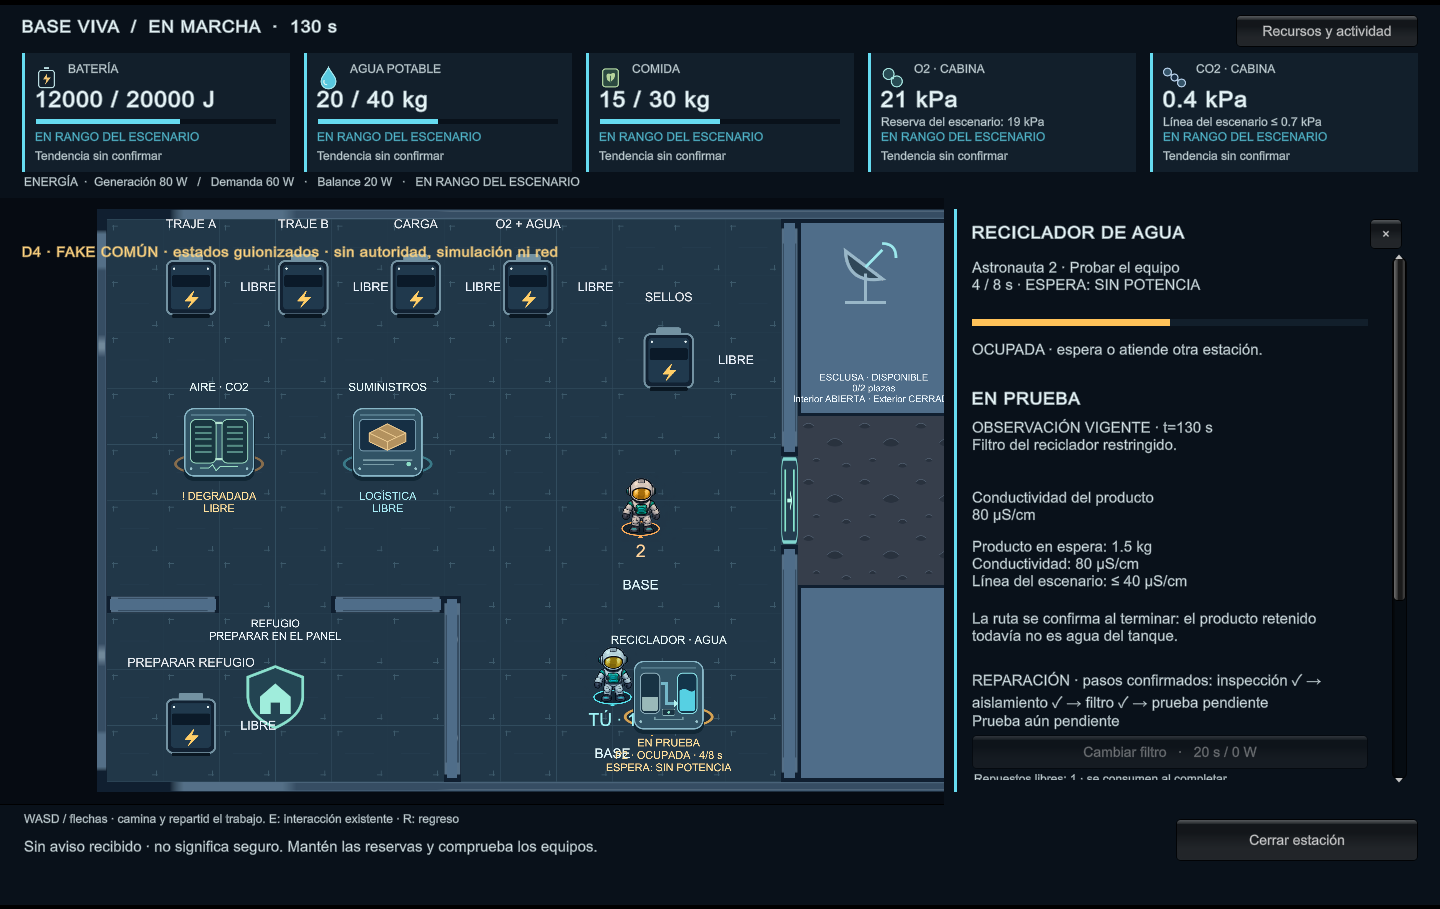 BASE VIVA / EN MARCHA · 130 s
Recursos y actividad
BATERÍA
12000 / 20000 J
EN RANGO DEL ESCENARIO
Tendencia sin confirmar
AGUA POTABLE
20 / 40 kg
EN RANGO DEL ESCENARIO
Tendencia sin confirmar
COMIDA
15 / 30 kg
EN RANGO DEL ESCENARIO
Tendencia sin confirmar
O2 · CABINA
21 kPa
Reserva del escenario: 19 kPa
EN RANGO DEL ESCENARIO
Tendencia sin confirmar
CO2 · CABINA
0.4 kPa
Línea del escenario ≤ 0.7 kPa
EN RANGO DEL ESCENARIO
Tendencia sin confirmar
ENERGÍA · Generación 80 W / Demanda 60 W · Balance 20 W · EN RANGO DEL ESCENARIO
TRAJE A
TRAJE B
CARGA
O2 + AGUA
D4 · FAKE COMÚN · estados guionizados · sin autoridad, simulación ni red
LIBRE
LIBRE
LIBRE
LIBRE
SELLOS
LIBRE
ESCLUSA · DISPONIBLE
0/2 plazas
Interior ABIERTA · Exterior CERRAD
AIRE · CO2
! DEGRADADA
LIBRE
SUMINISTROS
LOGÍSTICA
LIBRE
2
BASE
REFUGIO
PREPARAR EN EL PANEL
PREPARAR REFUGIO
LIBRE
RECICLADOR · AGUA
TÚ · 1
BASE
EN PRUEBA
· OCUPADA · 4/8 s
ESPERA: SIN POTENCIA
RECICLADOR DE AGUA
×
Astronauta 2 · Probar el equipo
4 / 8 s · ESPERA: SIN POTENCIA
OCUPADA · espera o atiende otra estación.
EN PRUEBA
OBSERVACIÓN VIGENTE · t=130 s
Filtro del reciclador restringido.
Conductividad del producto
80 µS/cm
Producto en espera: 1.5 kg
Conductividad: 80 µS/cm
Línea del escenario: ≤ 40 µS/cm
La ruta se confirma al terminar: el producto retenido
todavía no es agua del tanque.
REPARACIÓN · pasos confirmados: inspección ✓ →
aislamiento ✓ → filtro ✓ → prueba pendiente
Prueba aún pendiente
Cambiar filtro · 20 s / 0 W
Repuestos libres: 1 · se consumen al completar
WASD / flechas · camina y repartid el trabajo. E: interacción existente · R: regreso
Sin aviso recibido · no significa seguro. Mantén las reservas y comprueba los equipos.
Cerrar estación